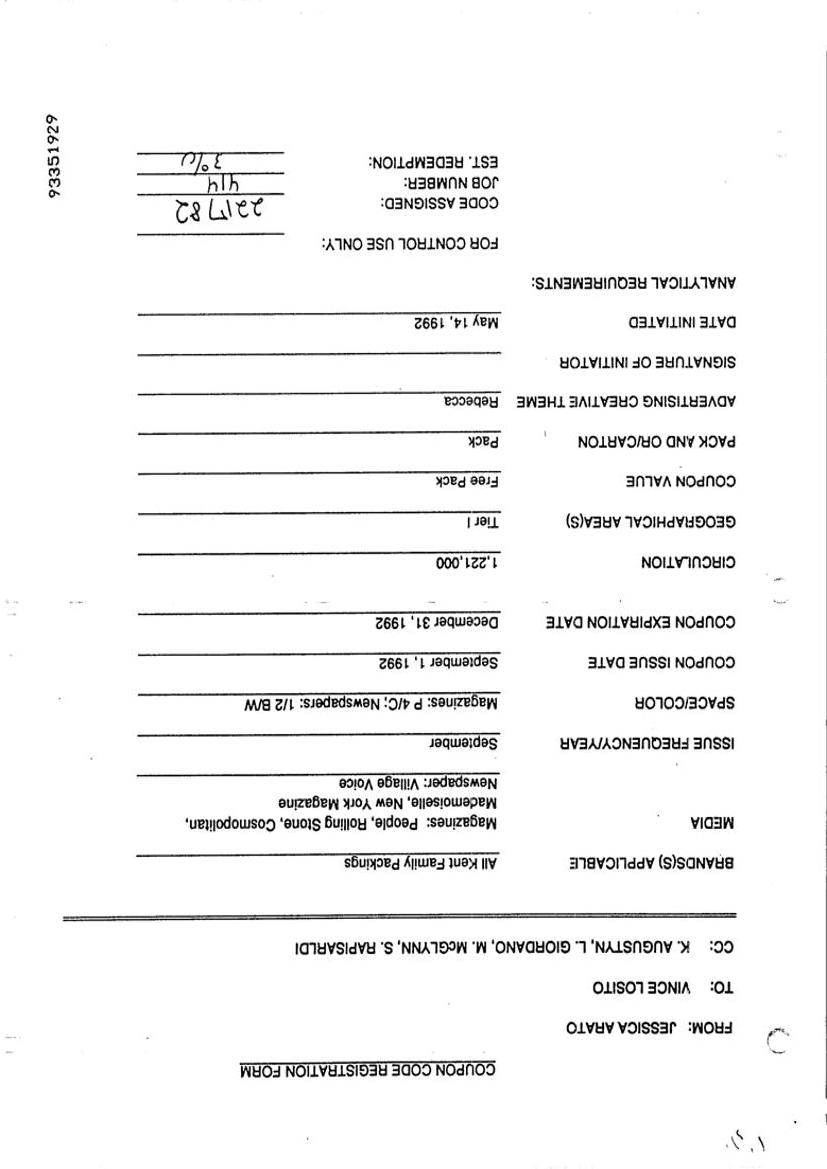 COUPON CODE REGISTRATION FORM
FROM: JESSICA ARATO
TO: VINCE LOSITO
CC: K. AUGUSTYN, L. GIORDANO, M. McGLYNN, S. RAPISARDI
BRANDS(S) APPLICABLE All Kent Family Packings
MEDIA Magazines: People, Rolling Stone, Cosmopolitan,
Mademoiselle, New York Magazine
Newspaper: Village Voice
ISSUE FREQUENCY/YEAR September
SPACE/COLOR Magazines: P 4/C; Newspapers: 1/2 B/W
COUPON ISSUE DATE September 1, 1992
COUPON EXPIRATION DATE December 31, 1992
CIRCULATION 1,221,000
GEOGRAPHICAL AREA(S) Tier I
COUPON VALUE Free Pack
PACK AND OR/CARTON Pack
ADVERTISING CREATIVE THEME Rebecca
SIGNATURE OF INITIATOR
DATE INITIATED May 14, 1992
ANALYTICAL REQUIREMENTS:
FOR CONTROL USE ONLY:
CODE ASSIGNED:
JOB NUMBER: 414
EST. REDEMPTION: 3%
93351929